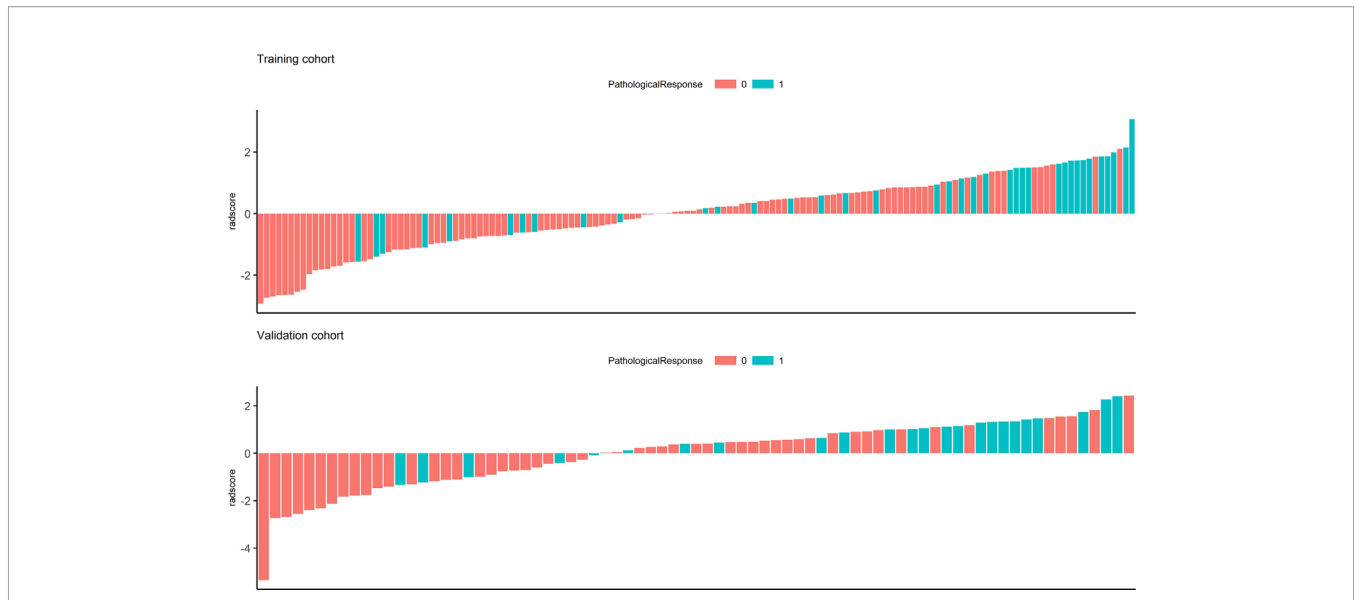 Training cohort
PathologicalResponse 0 1
2
0
-2
radscore
Validation cohort
PathologicalResponse 0 1
2
0
-2
-4
radscore